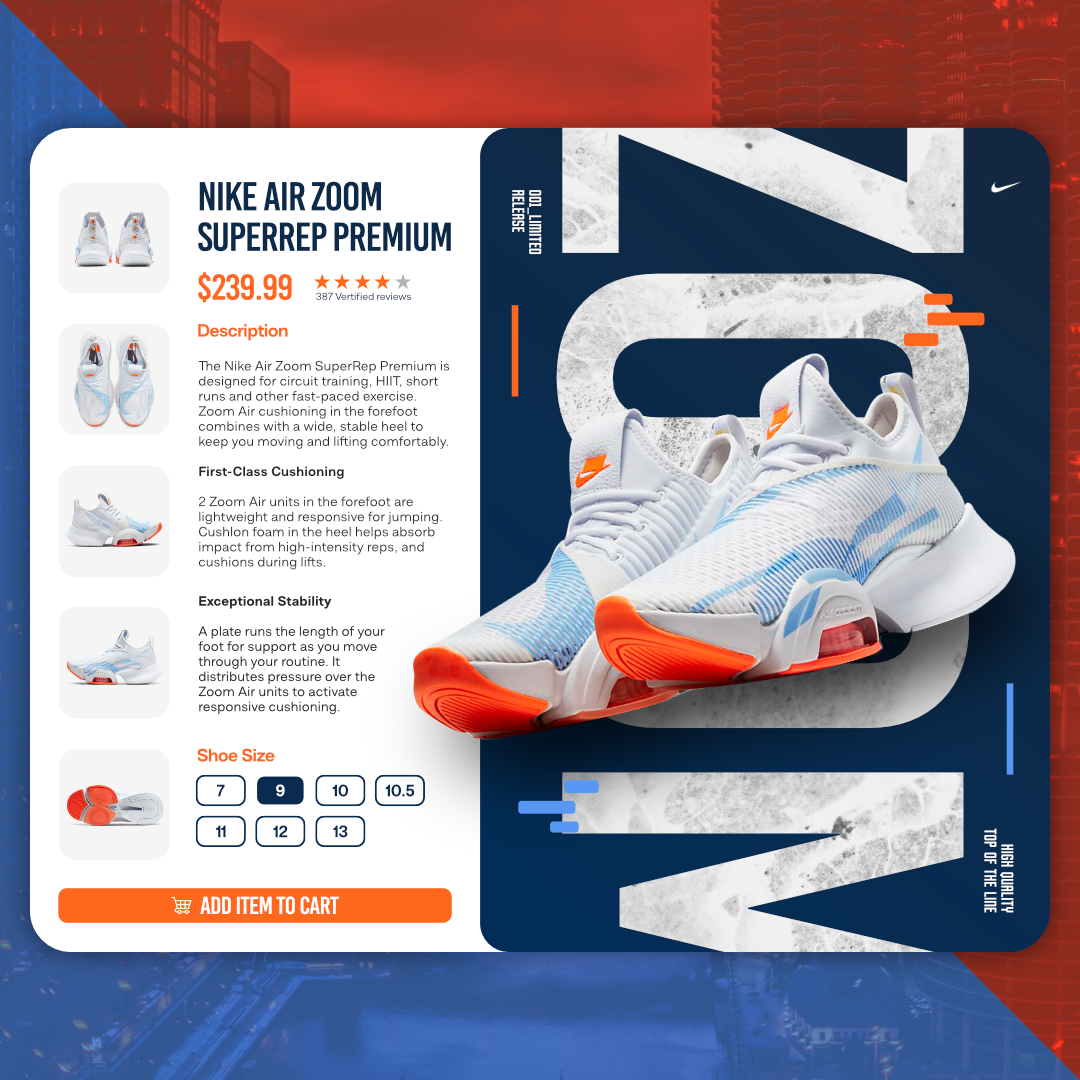 NIKE AIR ZOOM
SUPERREP PREMIUM
$239.99
387 Vertified reviews
Description
The Nike Air Zoom SuperRep Premium is
designed for circuit training, HIIT, short
runs and other fast-paced exercise.
Zoom Air cushioning in the forefoot
combines with a wide, stable heel to
keep you moving and lifting comfortably.
First-Class Cushioning
2 Zoom Air units in the forefoot are
lightweight and responsive for jumping.
Cushlon foam in the heel helps absorb
impact from high-intensity reps, and
cushions during lifts.
Exceptional Stability
A plate runs the length of your
foot for support as you move
through your routine. It
distributes pressure over the
Zoom Air units to activate
responsive cushioning.
Shoe Size
7 9 10 10.5
11 12 13
ADD ITEM TO CART
001_LIMITED
RELEASE
HIGH QUALITY
TOP OF THE LINE